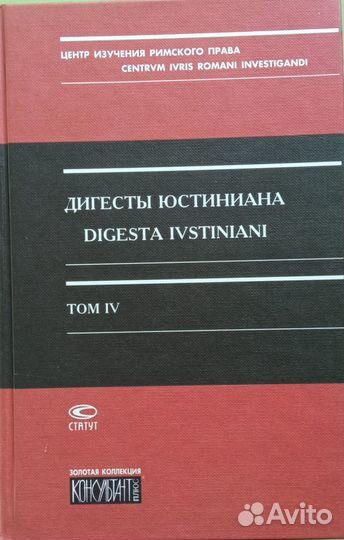 ЦЕНТР ИЗУЧЕНИЯ РИМСКОГО ПРАВА
CENTRVM IVRIS ROMANI INVESTIGANDI
ДИГЕСТЫ ЮСТИНИАНА
DIGESTA IVSTINIANI
ТОМ IV
СТАТУТ
ЗОЛОТАЯ КОЛЛЕКЦИЯ
КОНСУЛЬТАНТ ПЛЮС
Avito